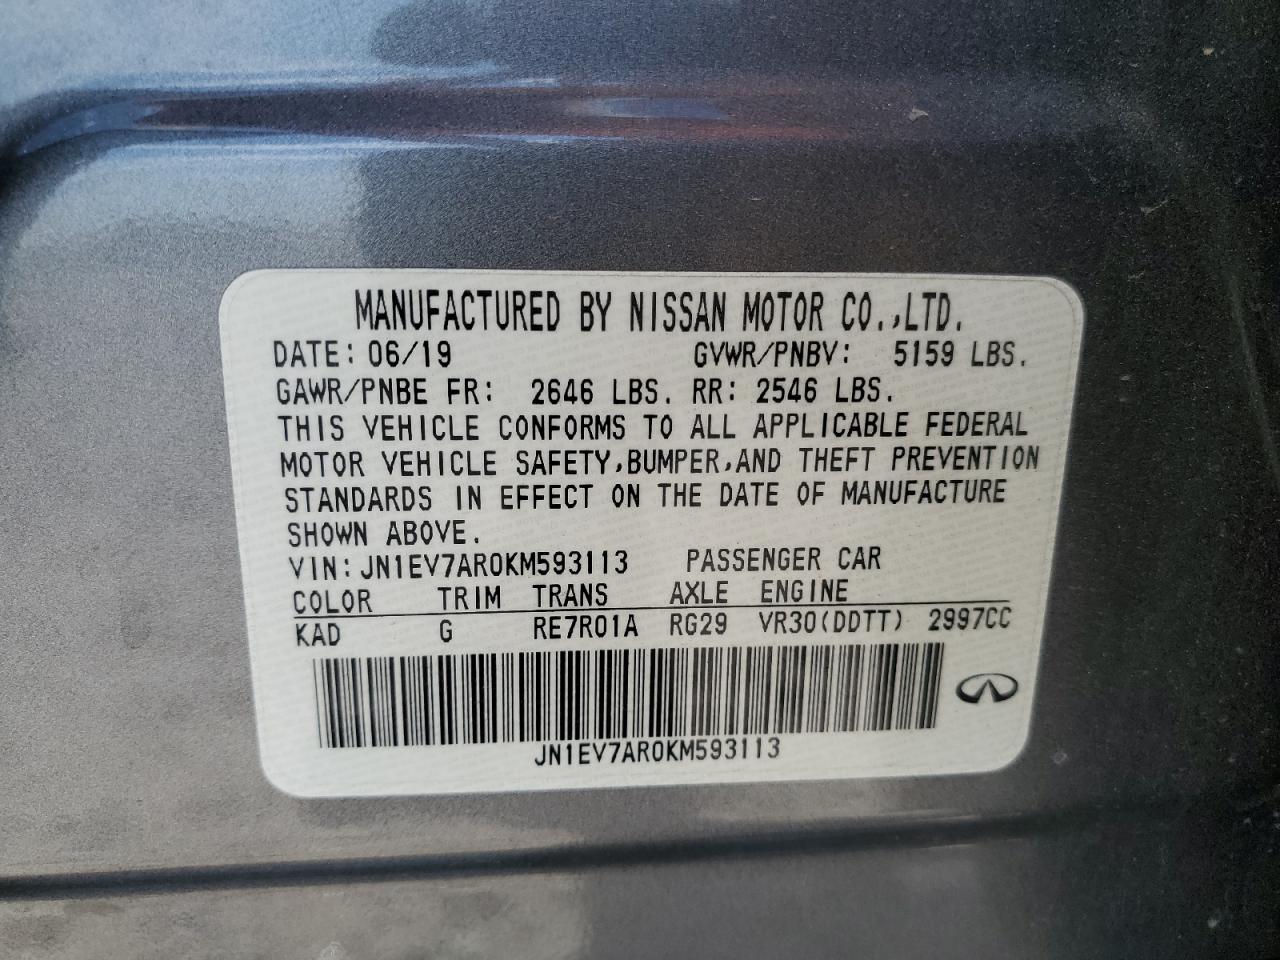 MANUFACTURED BY NISSAN MOTOR CO.,LTD.
DATE: 06/19 GVWR/PNBV: 5159 LBS.
GAWR/PNBE FR: 2646 LBS. RR: 2546 LBS.
THIS VEHICLE CONFORMS TO ALL APPLICABLE FEDERAL
MOTOR VEHICLE SAFETY,BUMPER,AND THEFT PREVENTION
STANDARDS IN EFFECT ON THE DATE OF MANUFACTURE
SHOWN ABOVE.
VIN: JN1EV7AR0KM593113 PASSENGER CAR
COLOR TRIM TRANS AXLE ENGINE
KAD G RE7R01A RG29 VR30(DDTT) 2997CC
JN1EV7AR0KM593113